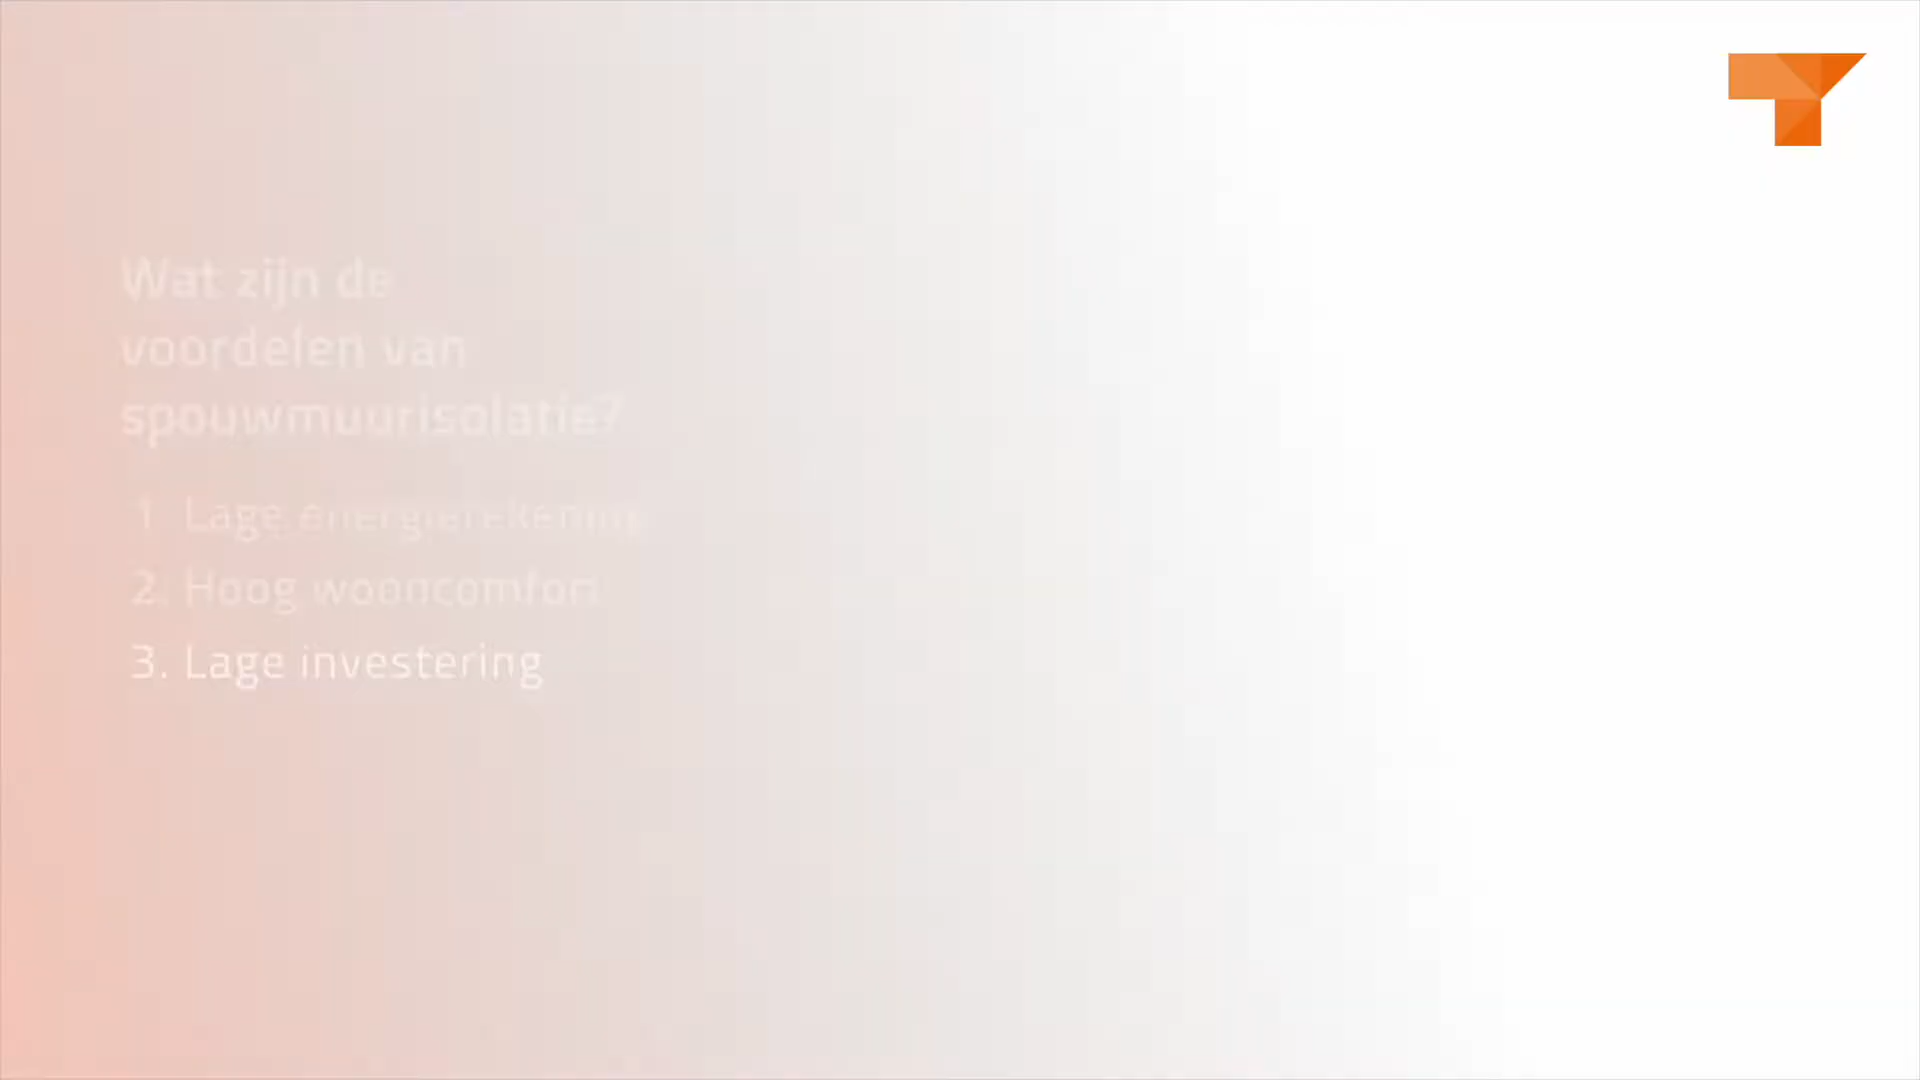 Wat zijn de
voordelen van
spouwmuurisolatie?
1. Lage energierekening
2. Hoog wooncomfort
3. Lage investering